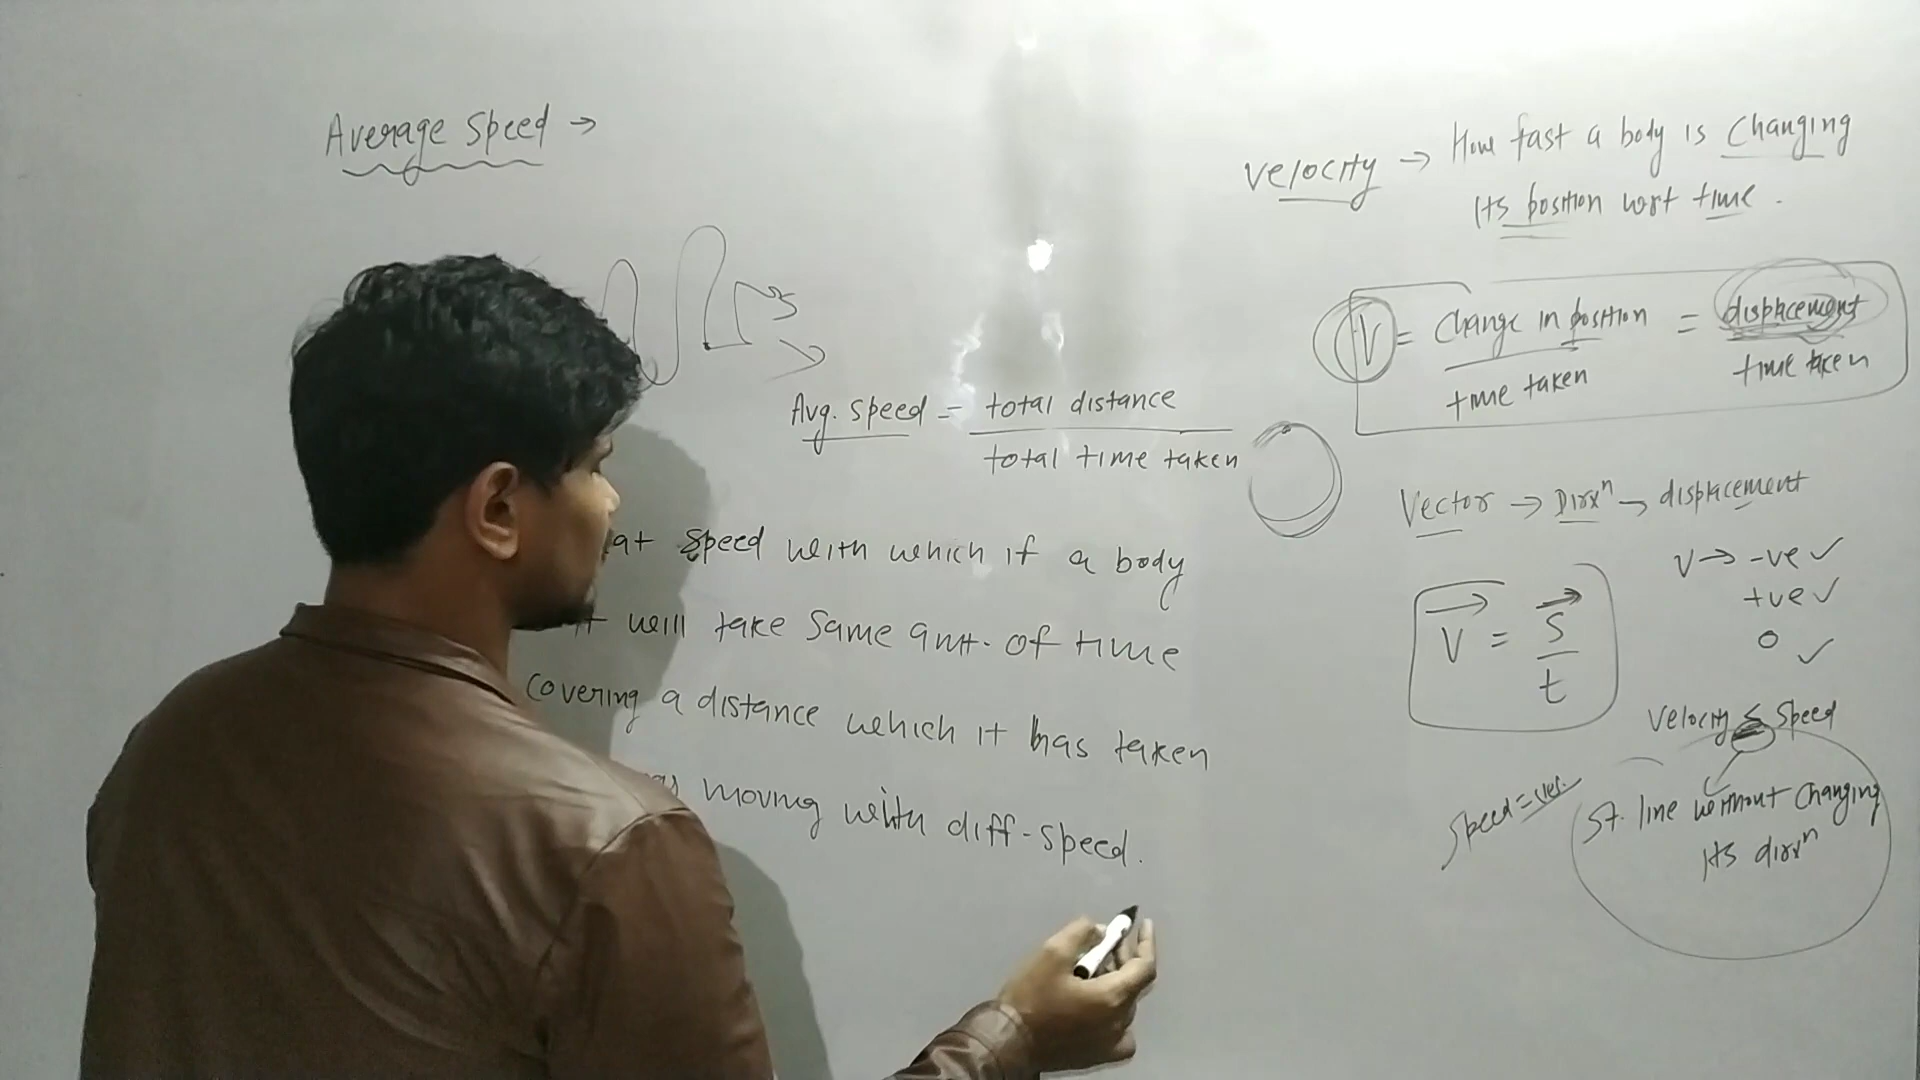 Average Speed →
Avg. Speed = total distance
total time taken
at speed with which if a body
it will take same amt. of time
covering a distance which it has taken
moving with diff-speed.
Velocity → How fast a body is changing
its position wrt time.
V = Change in position = displacement
time taken time taken
Vector → Dirxⁿ → displacement
V → -ve ✓
+ve ✓
0 ✓
V = S
t
Velocity ≤ Speed
Speed =
St. line without changing
its dirxⁿ